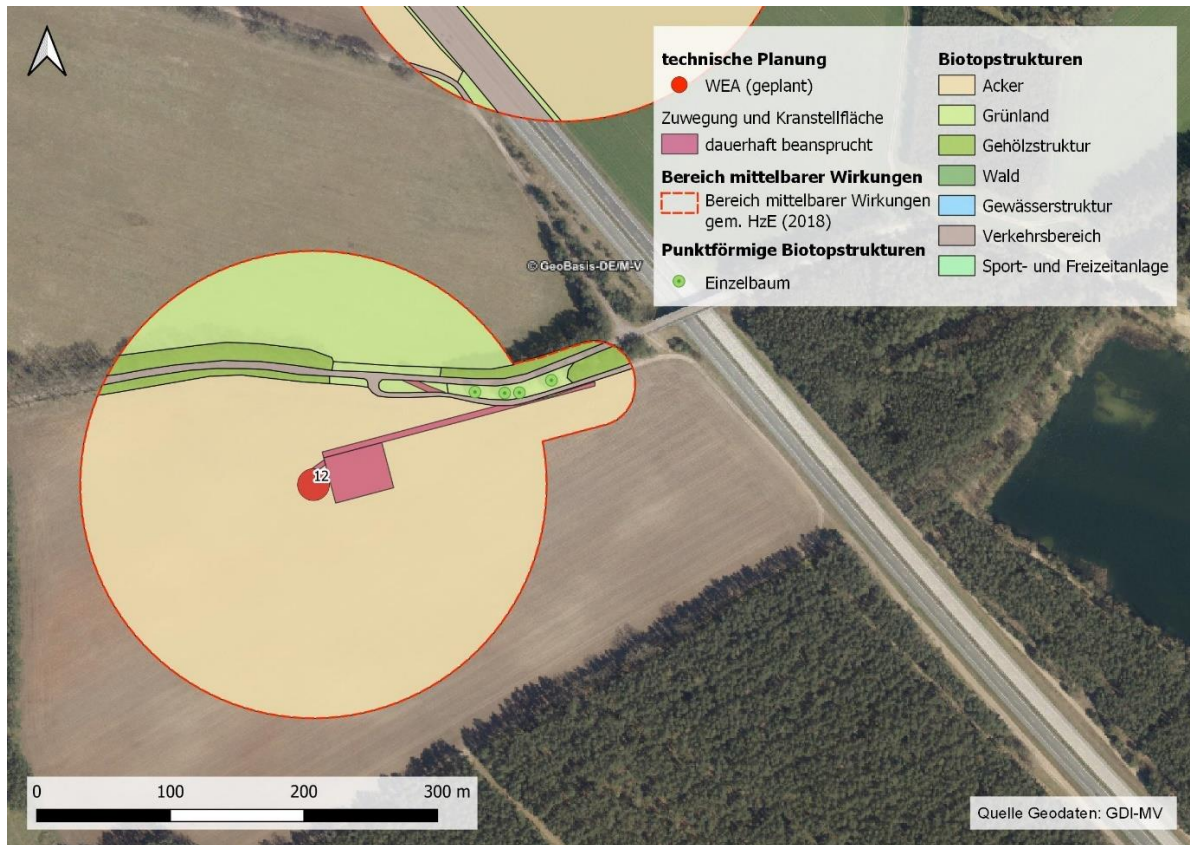 technische Planung
WEA (geplant)
Zuwegung und Kranstellfläche
dauerhaft beansprucht
Bereich mittelbarer Wirkungen
Bereich mittelbarer Wirkungen
gem. HzE (2018)
Punktförmige Biotopstrukturen
Einzelbaum
Biotopstrukturen
Acker
Grünland
Gehölzstruktur
Wald
Gewässerstruktur
Verkehrsbereich
Sport- und Freizeitanlage
© GeoBasis-DE/M-V
12
0 100 200 300 m
Quelle Geodaten: GDI-MV